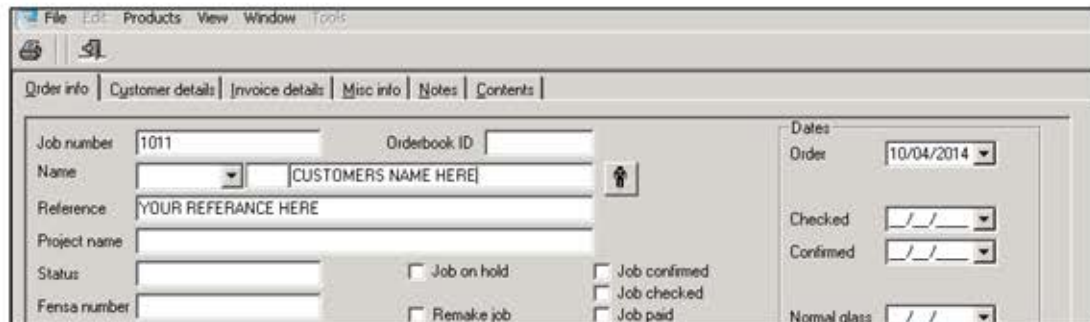 File Edit Products View Window Tools
Order info Customer details Invoice details Misc info Notes Contents
Job number 1011 Orderbook ID
Dates
Order 10/04/2014
Name CUSTOMERS NAME HERE
Reference YOUR REFERANCE HERE
Checked _/_/_
Project name
Confirmed _/_/_
Status Job on hold Job confirmed
Job checked
Fensa number Remake job Job paid
Normal glass _/_/_